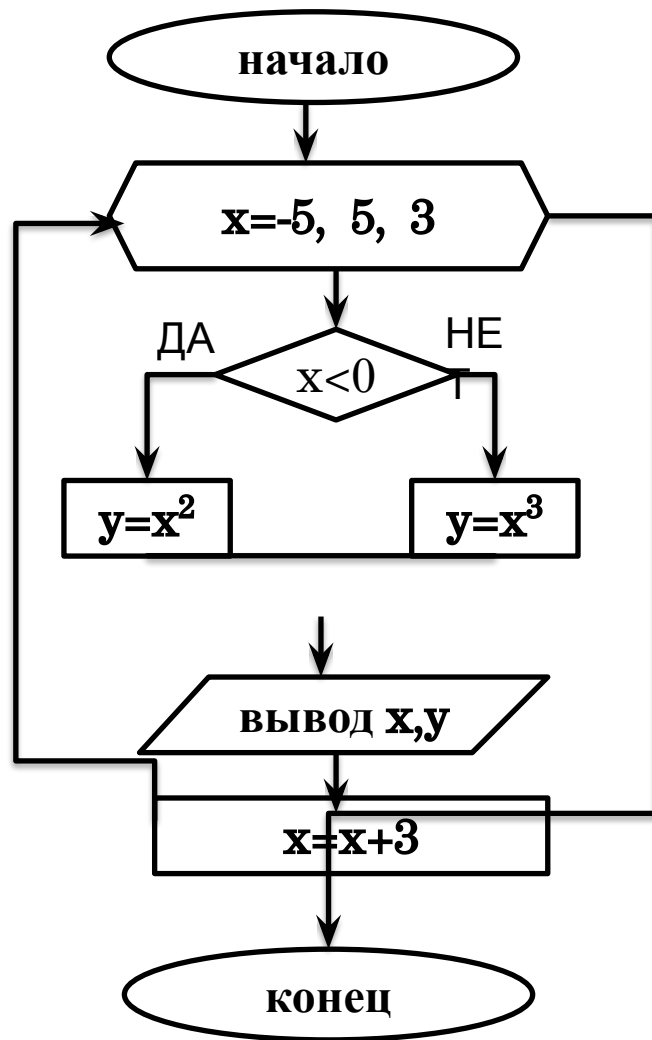 начало
x=-5, 5, 3
ДА
НЕ
Т
x<0
y=x²
y=x³
вывод x,y
x=x+3
конец